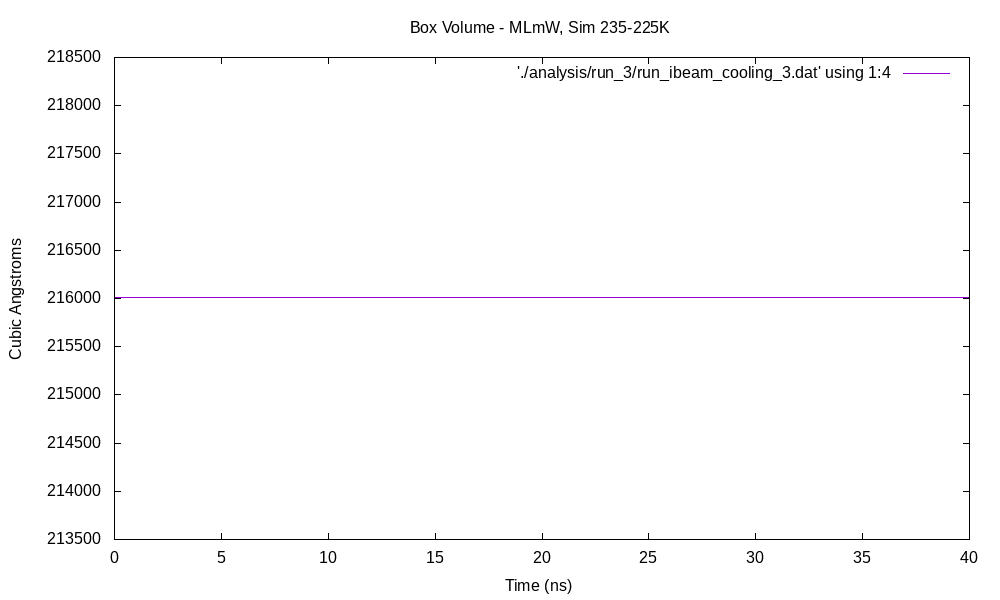 Box Volume - MLmW, Sim 235-225K
'./analysis/run_3/run_ibeam_cooling_3.dat' using 1:4
218500
218000
217500
217000
216500
216000
215500
215000
214500
214000
213500
Cubic Angstroms
0 5 10 15 20 25 30 35 40
Time (ns)